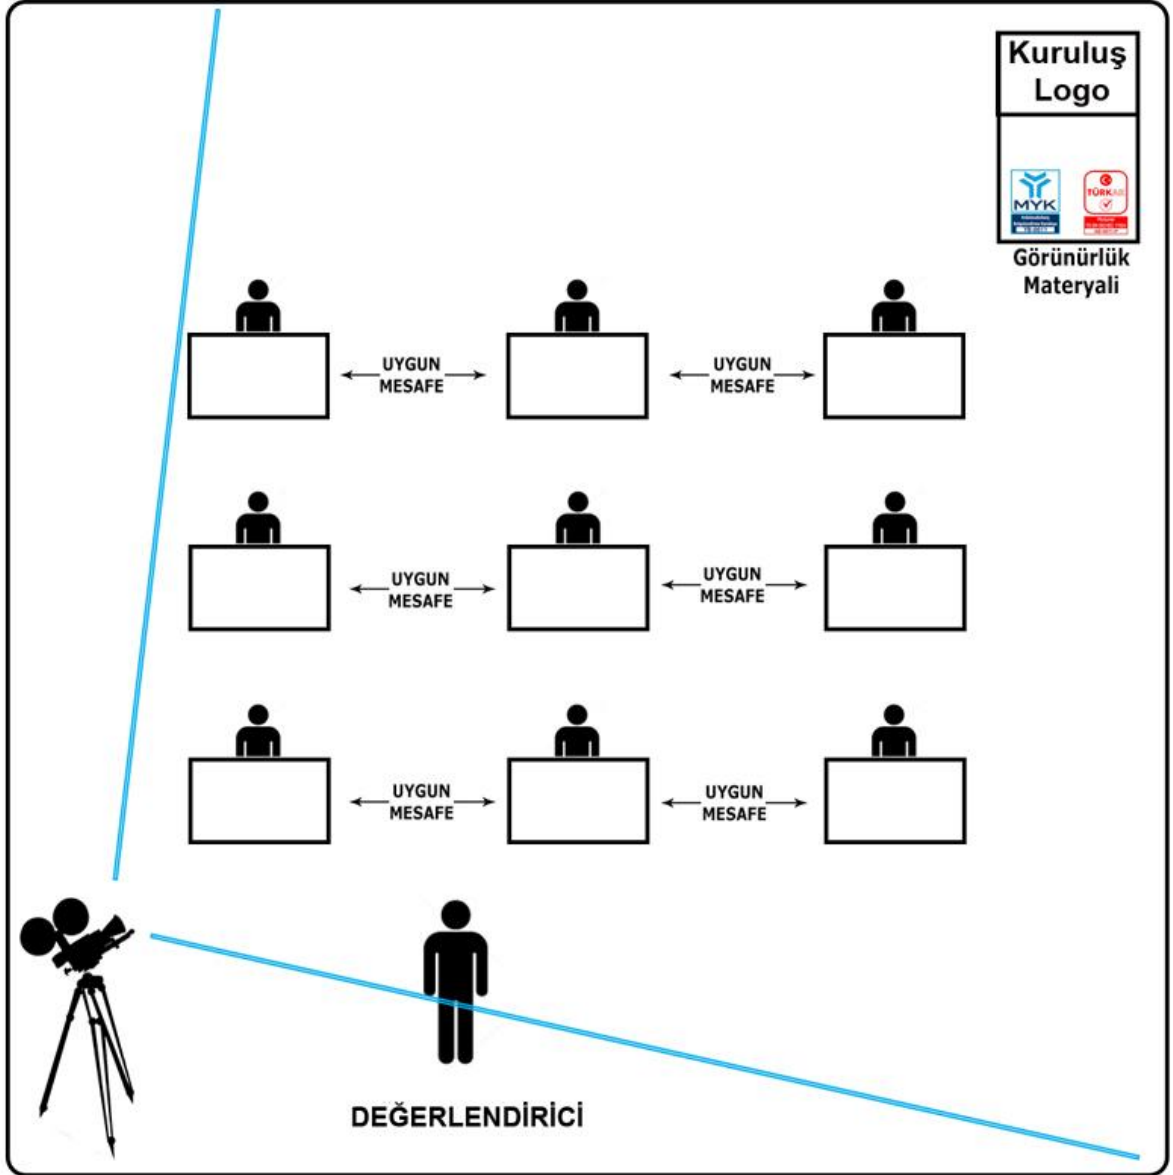 Kuruluş
Logo
MYK
TÜRKAK
Görünürlük
Materyali
UYGUN
MESAFE
UYGUN
MESAFE
UYGUN
MESAFE
UYGUN
MESAFE
UYGUN
MESAFE
UYGUN
MESAFE
DEĞERLENDİRİCİ